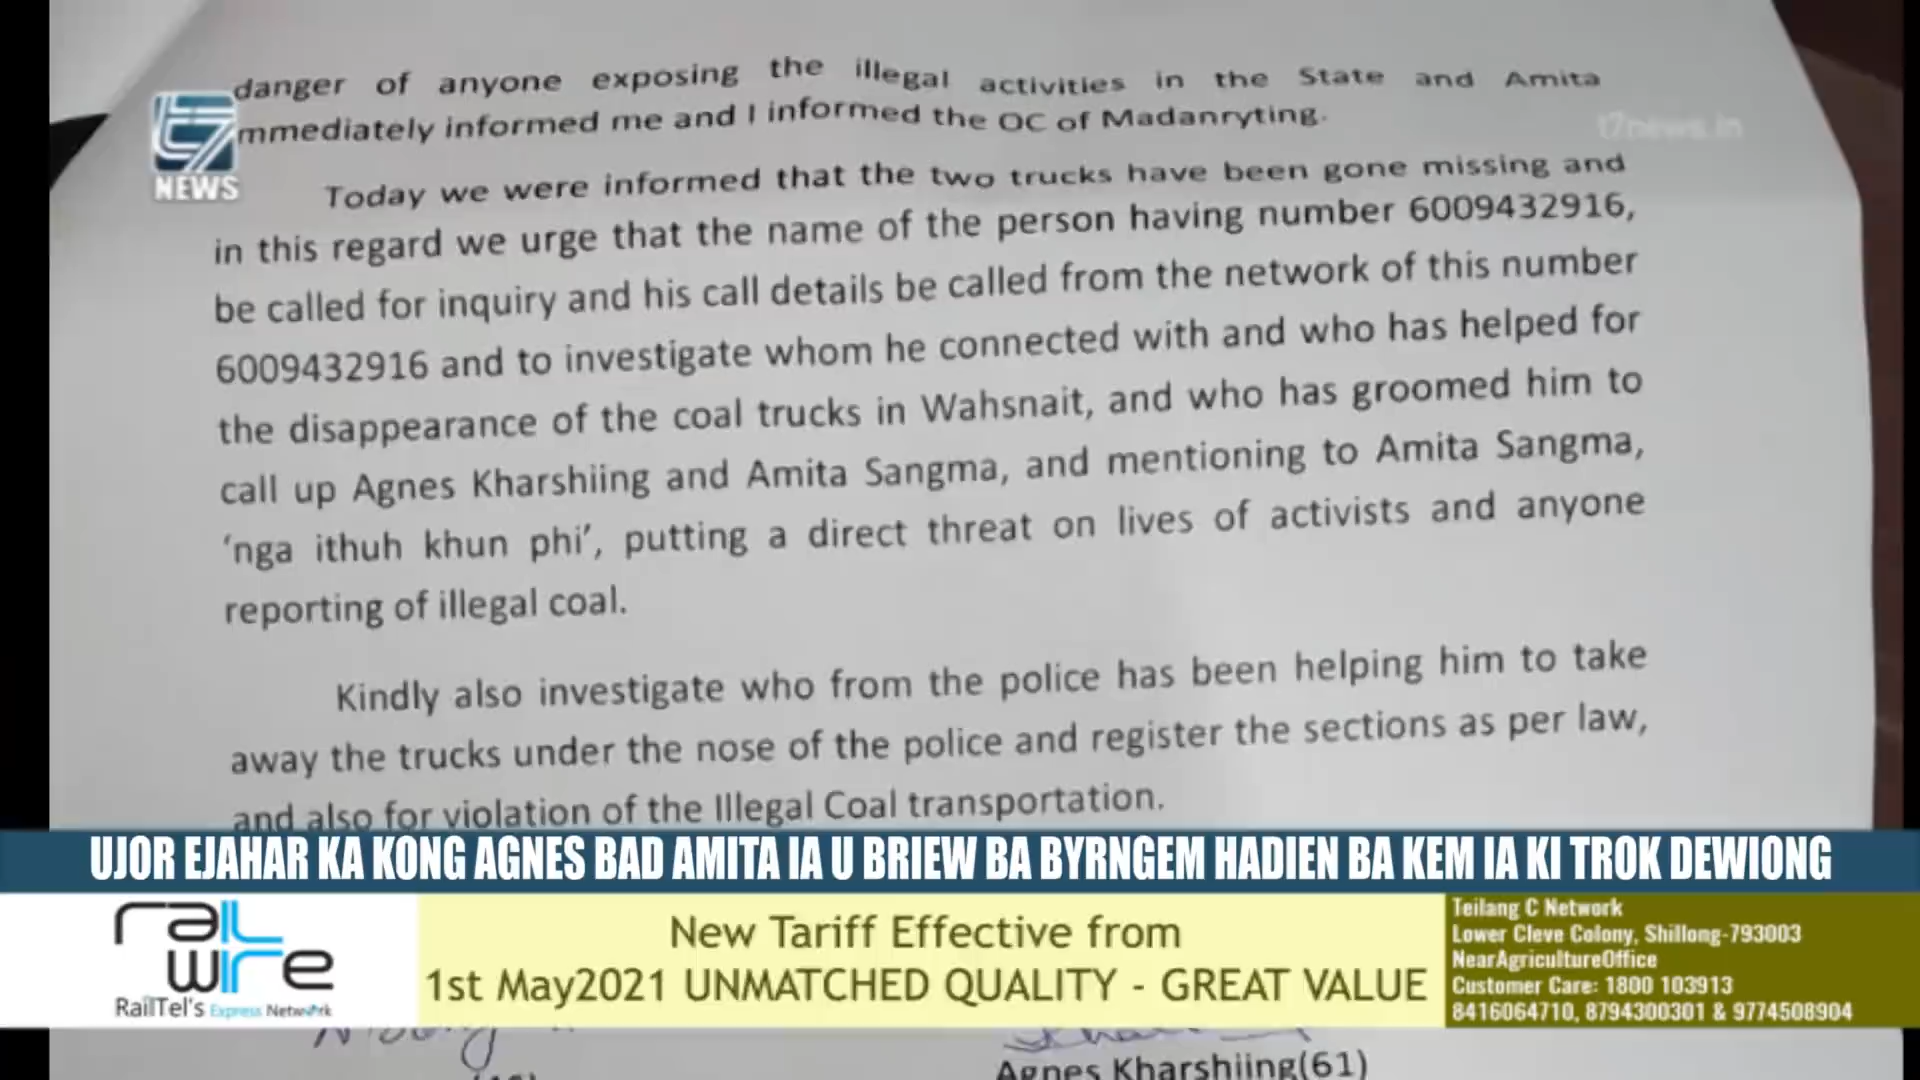 danger of anyone exposing the illegal activities in the State and Amita
mmediately informed me and I informed the OC of Madanryting.
t7news.in
T7
NEWS
Today we were informed that the two trucks have been gone missing and
in this regard we urge that the name of the person having number 6009432916,
be called for inquiry and his call details be called from the network of this number
6009432916 and to investigate whom he connected with and who has helped for
the disappearance of the coal trucks in Wahsnait, and who has groomed him to
call up Agnes Kharshiing and Amita Sangma, and mentioning to Amita Sangma,
‘nga ithuh khun phi’, putting a direct threat on lives of activists and anyone
reporting of illegal coal.
Kindly also investigate who from the police has been helping him to take
away the trucks under the nose of the police and register the sections as per law,
and also for violation of the Illegal Coal transportation.
UJOR EJAHAR KA KONG AGNES BAD AMITA IA U BRIEW BA BYRNGEM HADIEN BA KEM IA KI TROK DEWIONG
RAILWIRE
RailTel's Express Network
New Tariff Effective from
1st May2021 UNMATCHED QUALITY - GREAT VALUE
Teilang C Network
Lower Cleve Colony, Shillong-793003
NearAgricultureOffice
Customer Care: 1800 103913
8416064710, 8794300301 & 9774508904
Agnes Kharshiing(61)